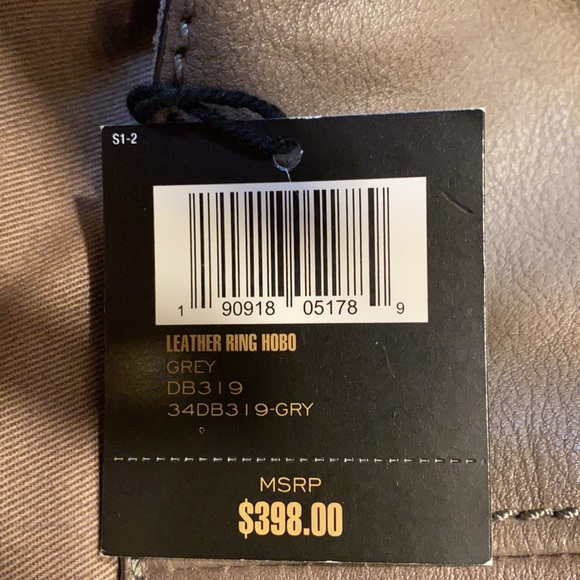 S1-2
1 90918 05178 9
LEATHER RING HOBO
GREY
DB319
34DB319-GRY
MSRP
$398.00